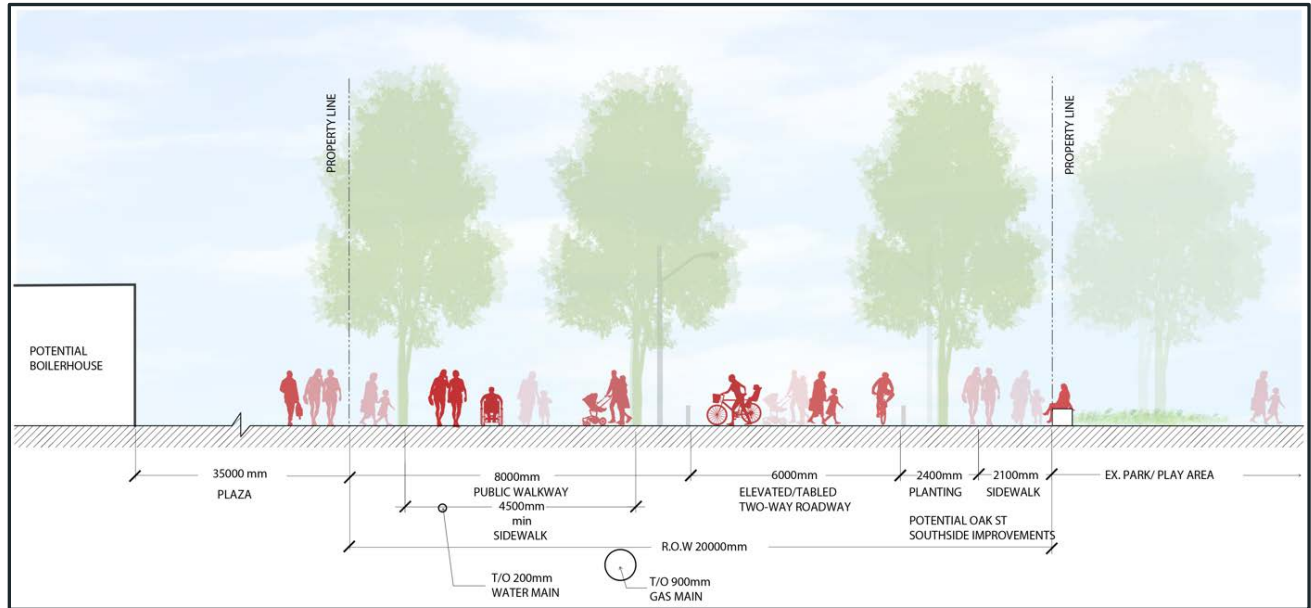 PROPERTY LINE
PROPERTY LINE
POTENTIAL
BOILERHOUSE
35000 mm
PLAZA
8000mm
PUBLIC WALKWAY
4500mm
min
SIDEWALK
6000mm
ELEVATED/TABLED
TWO-WAY ROADWAY
2400mm
PLANTING
2100mm
SIDEWALK
EX. PARK/ PLAY AREA
POTENTIAL OAK ST
SOUTHSIDE IMPROVEMENTS
R.O.W 20000mm
T/O 200mm
WATER MAIN
T/O 900mm
GAS MAIN